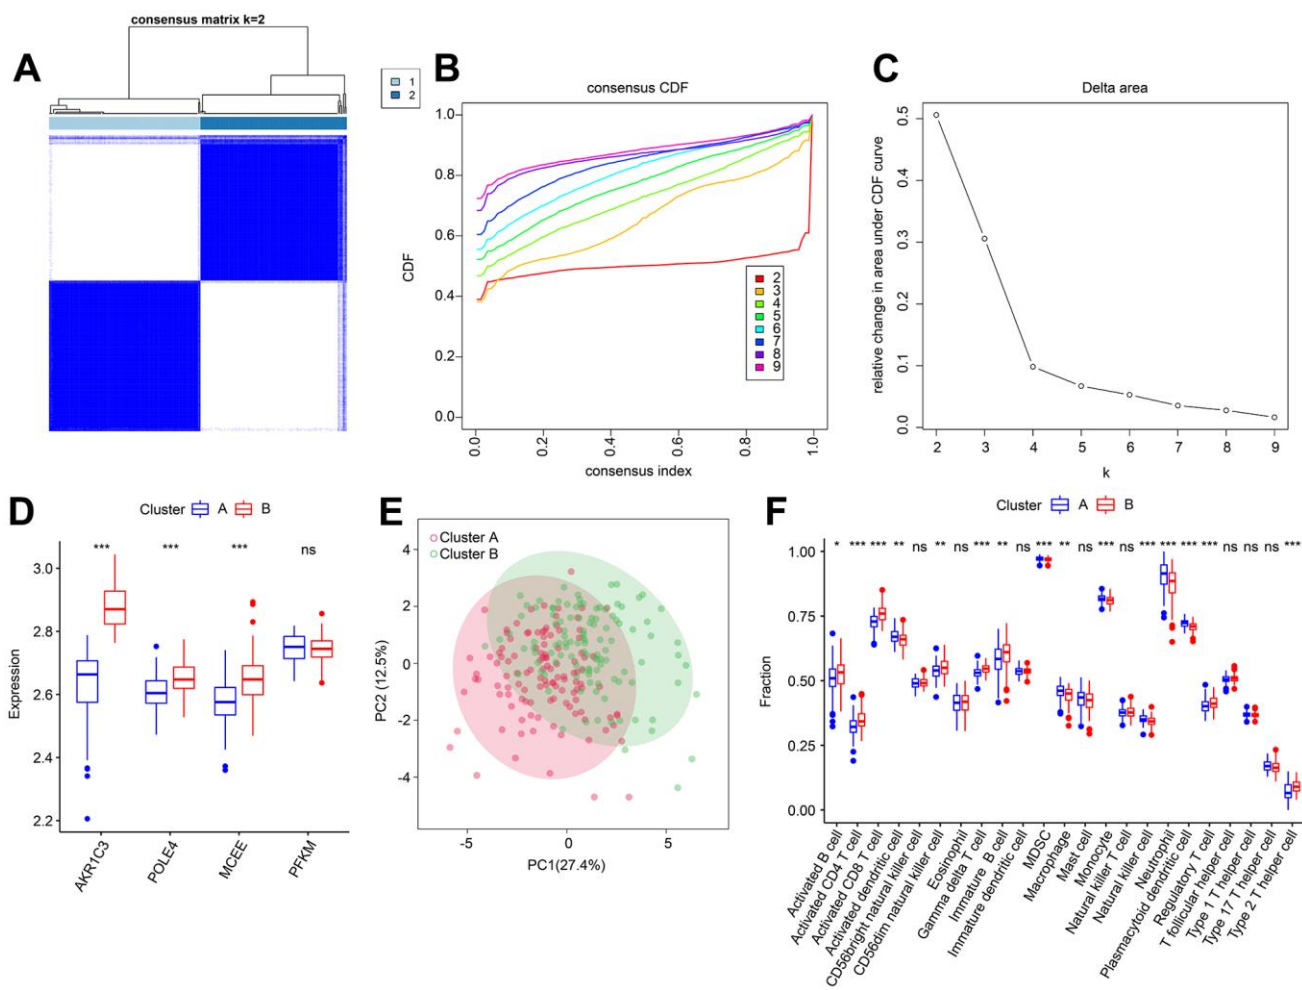 A
consensus matrix k=2
1
2
B
consensus CDF
CDF
1.0
0.8
0.6
0.4
0.2
0.0
2
3
4
5
6
7
8
9
0.0
0.2
0.4
0.6
0.8
1.0
consensus index
C
Delta area
relative change in area under CDF curve
0.5
0.4
0.3
0.2
0.1
0.0
2 3 4 5 6 7 8 9
k
D
Cluster A B
*** *** *** ns
Expression
3.0
2.8
2.6
2.4
2.2
AKR1C3
POLE4
MCEE
PFKM
E
Cluster A
Cluster B
PC2 (12.5%)
4
2
0
-2
-4
-5 0 5
PC1(27.4%)
F
Cluster A B
* *** *** ** ns ** ns *** ** ns *** ** ns *** ns *** *** *** *** ns ns ns ***
Fraction
1.00
0.75
0.50
0.25
0.00
Activated B cell
Activated CD4 T cell
Activated CD8 T cell
Activated dendritic cell
CD56bright natural killer cell
CD56dim natural killer cell
Eosinophil
Gamma delta T cell
Immature B cell
Immature dendritic cell
MDSC
Macrophage
Mast cell
Monocyte
Natural killer T cell
Natural killer cell
Neutrophil
Plasmacytoid dendritic cell
Regulatory T cell
T follicular helper cell
Type 1 T helper cell
Type 17 T helper cell
Type 2 T helper cell